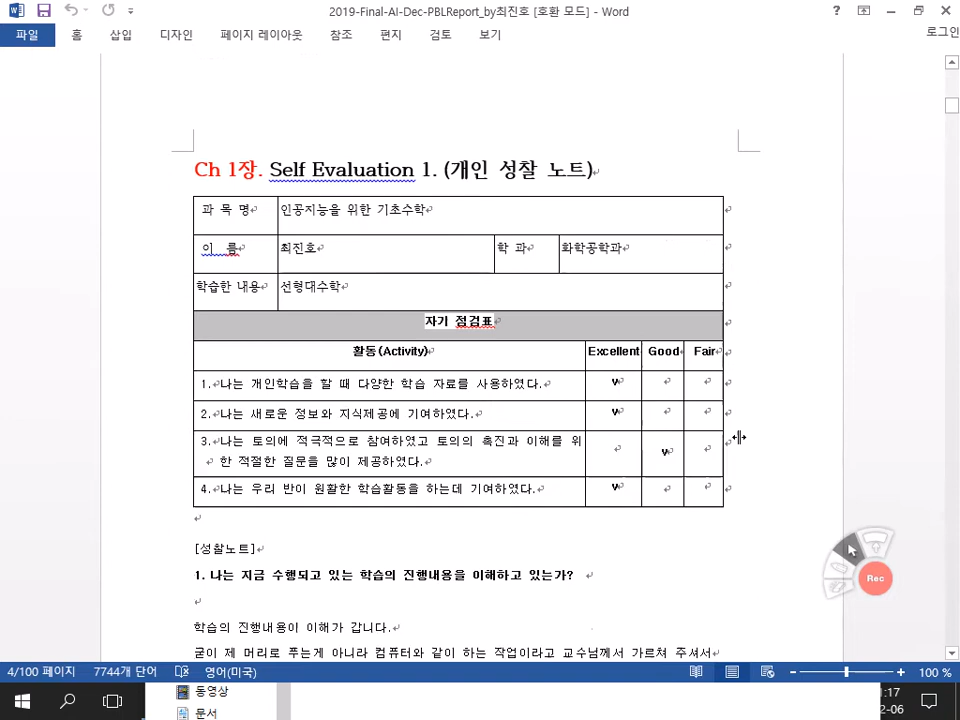 2019-Final-AI-Dec-PBLReport_by최진호 [호환 모드] - Word
파일 홈 삽입 디자인 페이지 레이아웃 참조 편지 검토 보기 로그인
Ch 1장. Self Evaluation 1. (개인 성찰 노트)
과 목 명 인공지능을 위한 기초수학
이 름 최진호 학 과 화학공학과
학습한 내용 선형대수학
자기 점검표
활동(Activity) Excellent Good Fair
1. 나는 개인학습을 할 때 다양한 학습 자료를 사용하였다. v
2. 나는 새로운 정보와 지식제공에 기여하였다. v
3. 나는 토의에 적극적으로 참여하였고 토의의 촉진과 이해를 위
한 적절한 질문을 많이 제공하였다. v
4. 나는 우리 반이 원활한 학습활동을 하는데 기여하였다. v
[성찰노트]
1. 나는 지금 수행되고 있는 학습의 진행내용을 이해하고 있는가?
학습의 진행내용이 이해가 갑니다.
굳이 제 머리로 푸는게 아니라 컴퓨터와 같이 하는 작업이라고 교수님께서 가르쳐 주셔서
Rec
4/100 페이지 7744개 단어 영어(미국) 100 %
동영상
문서
1:17
2-06